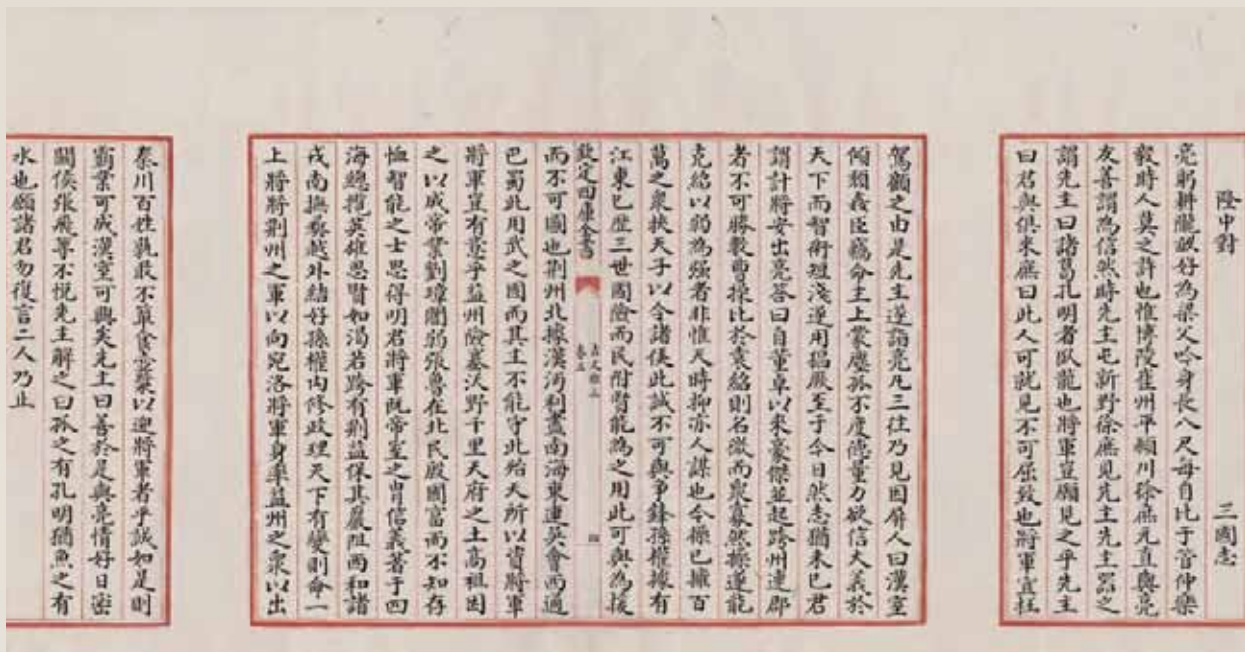 隆中對 三國志
亮躬耕隴畝好為梁父吟身長八尺每自比于管仲樂
毅時人莫之許也惟博陵崔州平潁川徐庶元直與亮
友善謂為信然時先主屯新野徐庶見先主先主器之
謂先主曰諸葛孔明者臥龍也將軍豈願見之乎先主
曰君與俱來庶曰此人可就見不可屈致也將軍宜枉
駕顧之由是先主遂詣亮凡三往乃見因屏人曰漢室
傾頹姦臣竊命主上蒙塵孤不度德量力欲信大義於
天下而智術短淺遂用猖蹶至于今日然志猶未已君
謂計將安出亮答曰自董卓以來豪傑並起跨州連郡
者不可勝數曹操比於袁紹則名微而衆寡然操遂能
克紹以弱為强者非惟天時抑亦人謀也今操已擁百
萬之衆挾天子以令諸侯此誠不可與爭鋒孫權據有
江東已歷三世國險而民附賢能為之用此可與為援
欽定四庫全書 古文雅正 卷五 四
而不可圖也荆州北據漢沔利盡南海東連吳會西通
巴蜀此用武之國而其主不能守此殆天所以資將軍
將軍豈有意乎益州險塞沃野千里天府之土高祖因
之以成帝業劉璋闇弱張魯在北民殷國富而不知存
恤智能之士思得明君將軍既帝室之胄信義著于四
海總攬英雄思賢如渴若跨有荆益保其巖阻西和諸
戎南撫夷越外結好孫權內修政理天下有變則命一
上將將荆州之軍以向宛洛將軍身率益州之衆以出
秦川百姓孰敢不簞食壺漿以迎將軍者乎誠如是則
霸業可成漢室可興矣先主曰善於是與亮情好日密
關侯張飛等不悅先主解之曰孤之有孔明猶魚之有
水也願諸君勿復言二人乃止